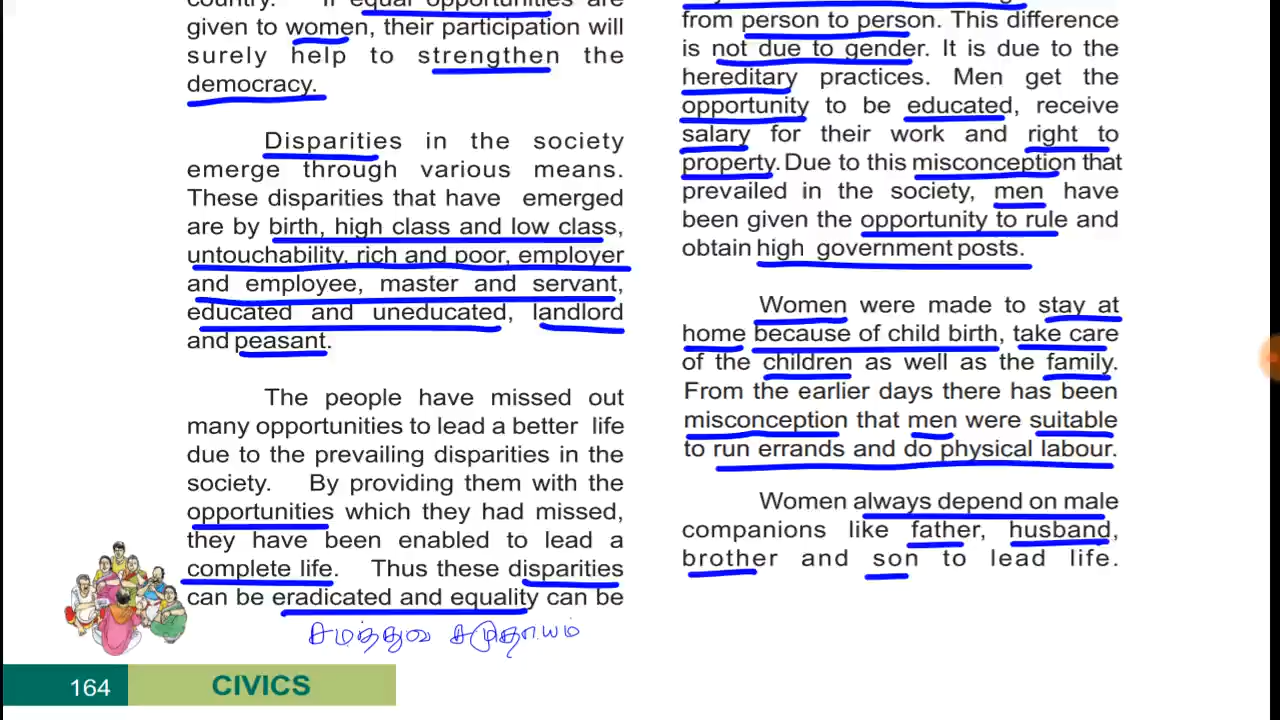 country. If equal opportunities are
given to women, their participation will
surely help to strengthen the
democracy.
Disparities in the society
emerge through various means.
These disparities that have emerged
are by birth, high class and low class,
untouchability, rich and poor, employer
and employee, master and servant,
educated and uneducated, landlord
and peasant.
The people have missed out
many opportunities to lead a better life
due to the prevailing disparities in the
society. By providing them with the
opportunities which they had missed,
they have been enabled to lead a
complete life. Thus these disparities
can be eradicated and equality can be
சமத்துவ சமுதாயம்
from person to person. This difference
is not due to gender. It is due to the
hereditary practices. Men get the
opportunity to be educated, receive
salary for their work and right to
property. Due to this misconception that
prevailed in the society, men have
been given the opportunity to rule and
obtain high government posts.
Women were made to stay at
home because of child birth, take care
of the children as well as the family.
From the earlier days there has been
misconception that men were suitable
to run errands and do physical labour.
Women always depend on male
companions like father, husband,
brother and son to lead life.
164 CIVICS